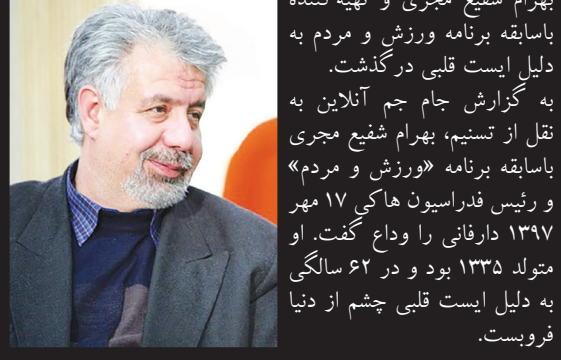 بهرام شفیع مجری و تهیه کننده
باسابقه برنامه ورزش و مردم به
دلیل ایست قلبی درگذشت.
به گزارش جام جم آنلاین به
نقل از تسنیم، بهرام شفیع مجری
باسابقه برنامه «ورزش و مردم»
و رئیس فدراسیون هاکی ۱۷ مهر
۱۳۹۷ دارفانی را وداع گفت. او
متولد ۱۳۳۵ بود و در ۶۲ سالگی
به دلیل ایست قلبی چشم از دنیا
فروبست.